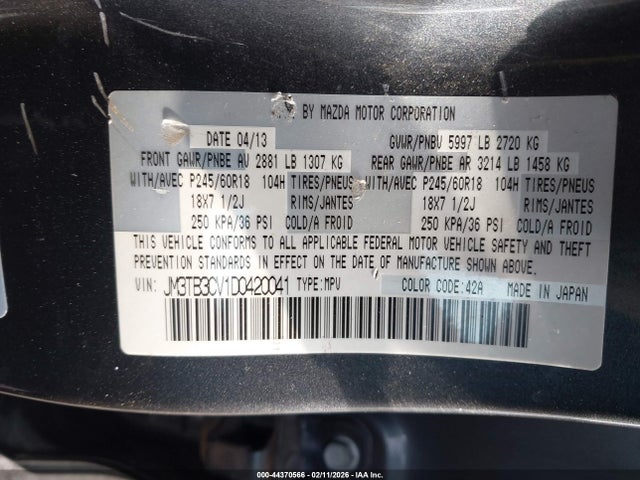 BY MAZDA MOTOR CORPORATION
DATE 04/13 GVWR/PNBV 5997 LB 2720 KG
FRONT GAWR/PNBE AV 2881 LB 1307 KG REAR GAWR/PNBE AR 3214 LB 1458 KG
WITH/AVEC P245/60R18 104H TIRES/PNEUS WITH/AVEC P245/60R18 104H TIRES/PNEUS
18X7 1/2J RIMS/JANTES 18X7 1/2J RIMS/JANTES
250 KPA/36 PSI COLD/A FROID 250 KPA/36 PSI COLD/A FROID
THIS VEHICLE CONFORMS TO ALL APPLICABLE FEDERAL MOTOR VEHICLE SAFETY AND THEFT
PREVENTION STANDARDS IN EFFECT ON THE DATE OF MANUFACTURE SHOWN ABOVE.
VIN: JM3TB3CV1D0420041 TYPE:MPV COLOR CODE:42A MADE IN JAPAN
000-44370566 - 02/11/2026 - IAA Inc.